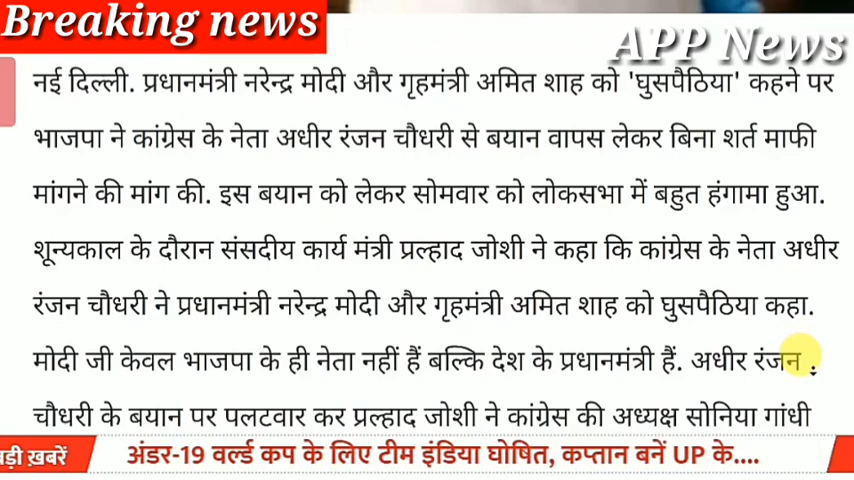 Breaking news
APP News
नई दिल्ली. प्रधानमंत्री नरेन्द्र मोदी और गृहमंत्री अमित शाह को 'घुसपैठिया' कहने पर
भाजपा ने कांग्रेस के नेता अधीर रंजन चौधरी से बयान वापस लेकर बिना शर्त माफी
मांगने की मांग की. इस बयान को लेकर सोमवार को लोकसभा में बहुत हंगामा हुआ.
शून्यकाल के दौरान संसदीय कार्य मंत्री प्रल्हाद जोशी ने कहा कि कांग्रेस के नेता अधीर
रंजन चौधरी ने प्रधानमंत्री नरेन्द्र मोदी और गृहमंत्री अमित शाह को घुसपैठिया कहा.
मोदी जी केवल भाजपा के ही नेता नहीं हैं बल्कि देश के प्रधानमंत्री हैं. अधीर रंजन
चौधरी के बयान पर पलटवार कर प्रल्हाद जोशी ने कांग्रेस की अध्यक्ष सोनिया गांधी
ख़बरें अंडर-19 वर्ल्ड कप के लिए टीम इंडिया घोषित, कप्तान बनें UP के....